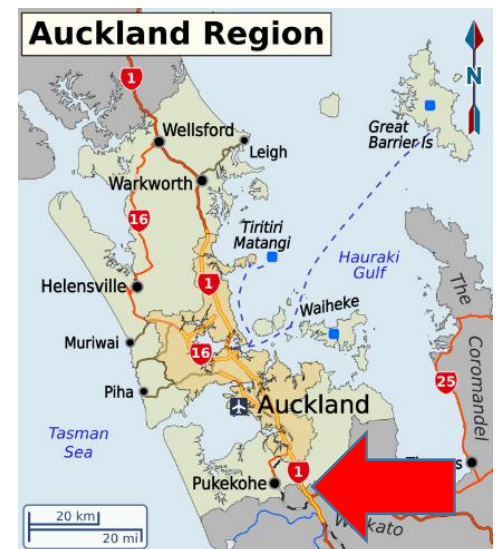 Auckland Region
1
N
Wellsford
Leigh
Great
Barrier Is
Warkworth
16
Tiritiri
Matangi
Hauraki
Gulf
The
Coromandel
Helensville
1
Waiheke
Muriwai
16
25
Piha
Auckland
Tasman
Sea
Pukekohe
1
20 km
20 mi